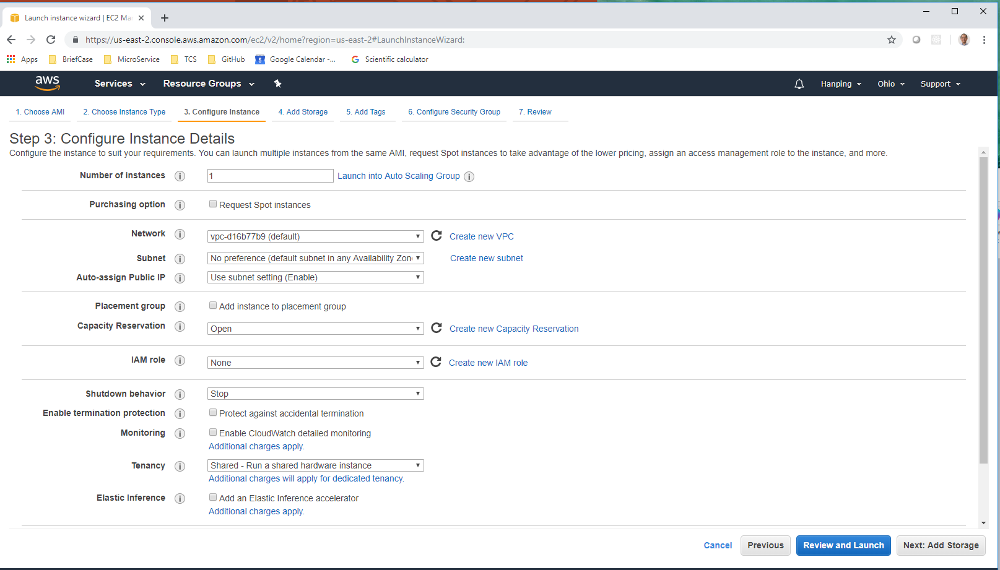 Launch instance wizard | EC2 Ma
https://us-east-2.console.aws.amazon.com/ec2/v2/home?region=us-east-2#LaunchInstanceWizard:
Apps BriefCase MicroService TCS GitHub 5 Google Calendar -... G Scientific calculator
aws Services Resource Groups Hanping Ohio Support
1. Choose AMI 2. Choose Instance Type 3. Configure Instance 4. Add Storage 5. Add Tags 6. Configure Security Group 7. Review
Step 3: Configure Instance Details
Configure the instance to suit your requirements. You can launch multiple instances from the same AMI, request Spot instances to take advantage of the lower pricing, assign an access management role to the instance, and more.
Number of instances i 1 Launch into Auto Scaling Group i
Purchasing option i Request Spot instances
Network i vpc-d16b77b9 (default) Create new VPC
Subnet i No preference (default subnet in any Availability Zon Create new subnet
Auto-assign Public IP i Use subnet setting (Enable)
Placement group i Add instance to placement group
Capacity Reservation i Open Create new Capacity Reservation
IAM role i None Create new IAM role
Shutdown behavior i Stop
Enable termination protection i Protect against accidental termination
Monitoring i Enable CloudWatch detailed monitoring
Additional charges apply.
Tenancy i Shared - Run a shared hardware instance
Additional charges will apply for dedicated tenancy.
Elastic Inference i Add an Elastic Inference accelerator
Additional charges apply.
Cancel Previous Review and Launch Next: Add Storage